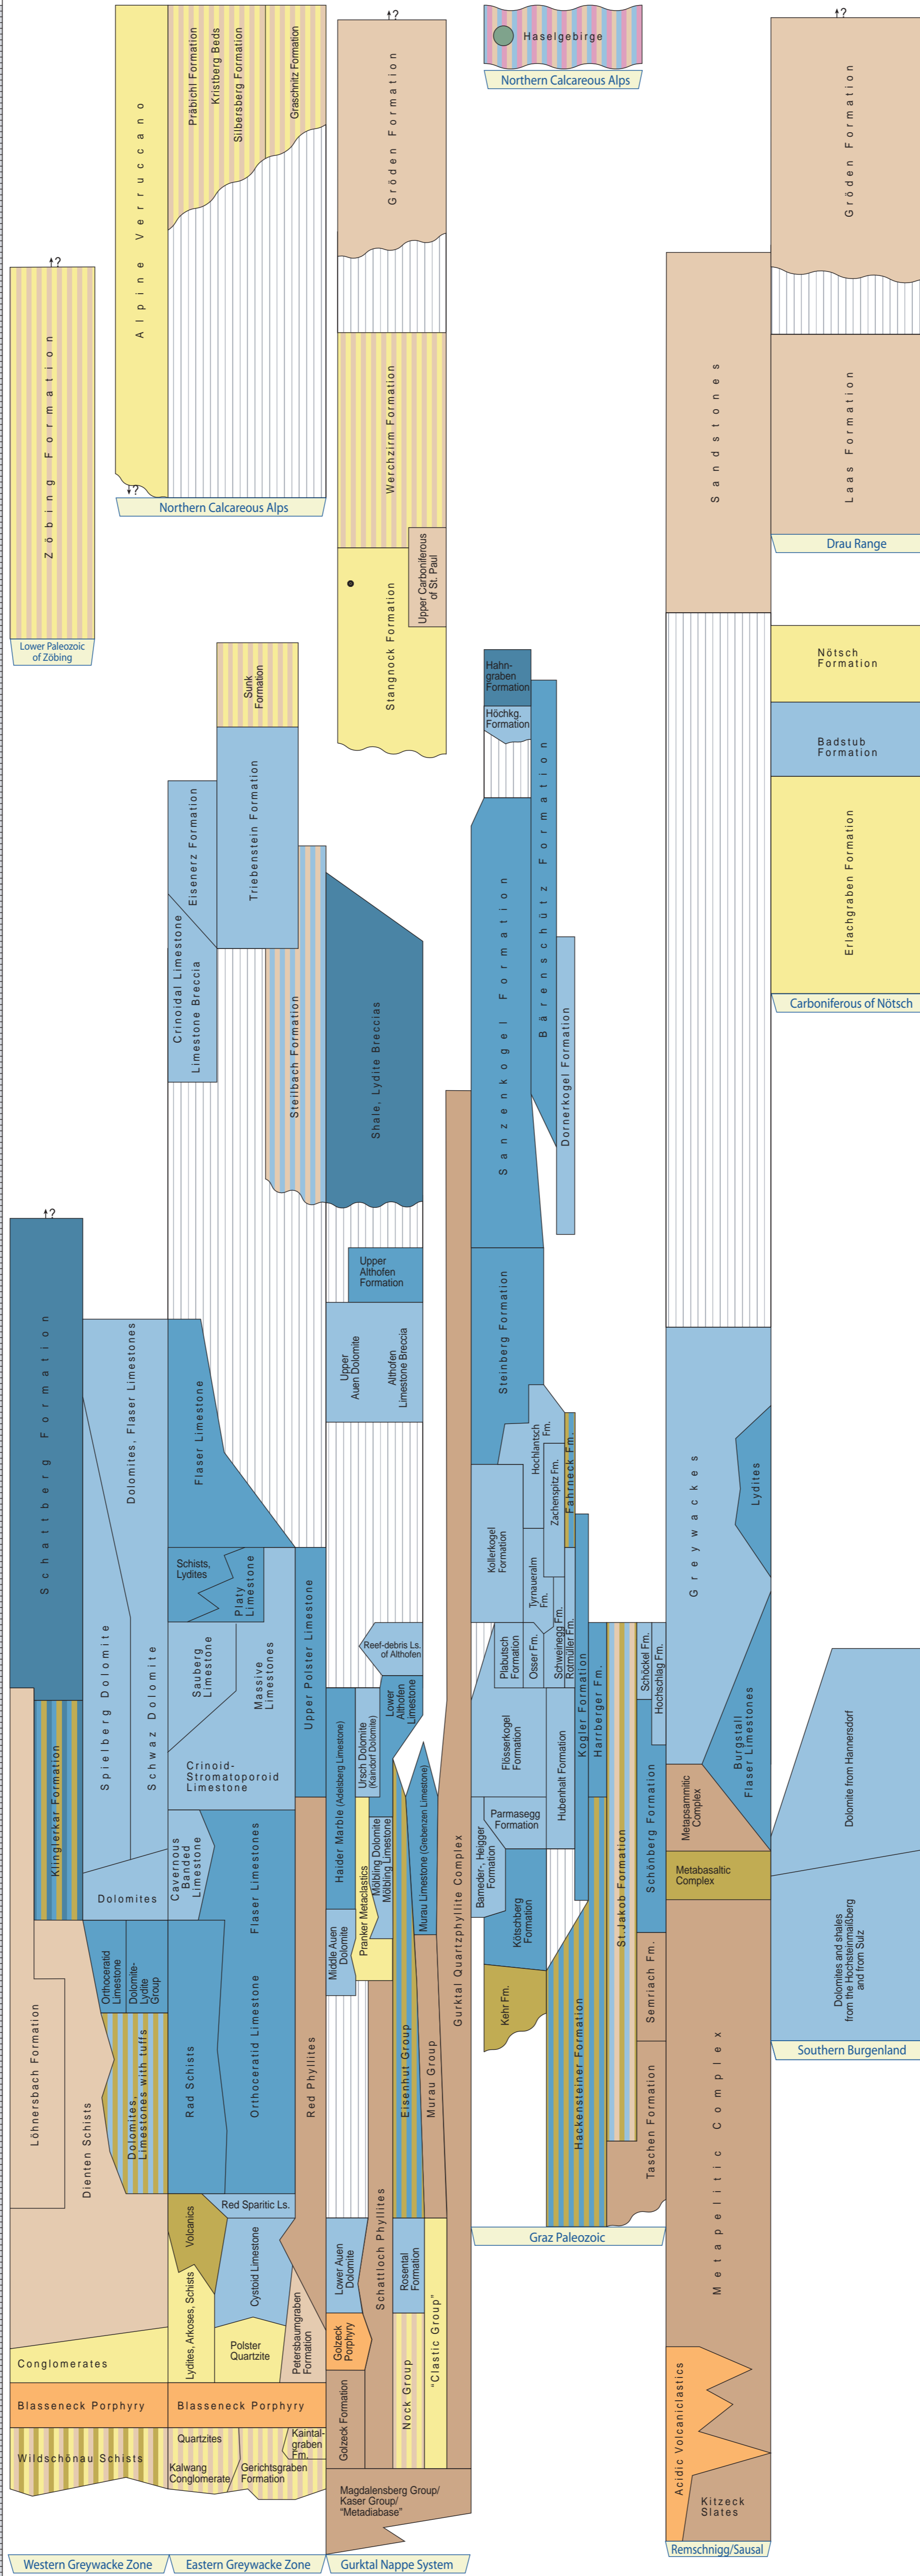 Präbichl Formation
Kristberg Beds
Silbersberg Formation
Graschnitz Formation
Alpine Verruccano
?
Northern Calcareous Alps
?
Gröden Formation
Haselgebirge
Northern Calcareous Alps
?
Gröden Formation
?
Zöbing Formation
Lower Paleozoic
of Zöbing
Werchzirm Formation
Upper Carboniferous
of St. Paul
Stangnock Formation
Sandstones
Laas Formation
Drau Range
Nötsch
Formation
Badstub
Formation
Erlachgraben Formation
Carboniferous of Nötsch
Sunk
Formation
Triebenstein Formation
Eisenerz Formation
Crinoidal Limestone
Limestone Breccia
Steilbach Formation
Shale, Lydite Breccias
Hahn-
graben
Formation
Höchkg.
Formation
Sanzenkogel Formation
Bärenschütz Formation
Dornerkogel Formation
?
Schattberg Formation
Dolomites, Flaser Limestones
Flaser Limestone
Upper
Althofen
Formation
Upper
Auen Dolomite
Althofen
Limestone Breccia
Steinberg Formation
Hochlantsch
Fm.
Zachenspitz Fm.
Fahrneck Fm.
Kollerkogel
Formation
Tyrnaueralm
Fm.
Schweinegg Fm.
Rotmüller Fm.
Plabutsch
Formation
Osser Fm.
Kogler Formation
Harrberger Fm.
Schöckel Fm.
Hochschlag Fm.
Greywackes
Lydites
Schists,
Lydites
Platy
Limestone
Sauberg
Limestone
Massive
Limestones
Upper Polster Limestone
Reef-debris Ls.
of Althofen
Lower
Althofen
Limestone
Spielberg Dolomite
Schwaz Dolomite
Klinglerkar Formation
Crinoid-
Stromatoporoid
Limestone
Haider Marble (Adelsberg Limestone)
Ursch Dolomite
(Kaindorf Dolomite)
Murau Limestone (Grebenzen Limestone)
Flösserkogel
Formation
Hubenhalt Formation
Parmasegg
Formation
Bameder-, Heigger
Formation
Kötschberg
Formation
Kehr Fm.
Hackensteiner Formation
St.Jakob Formation
Schönberg Formation
Semriach Fm.
Taschen Formation
Burgstall
Flaser Limestones
Metapsammitic
Complex
Metabasaltic
Complex
Dolomite from Hannersdorf
Dolomites and shales
from the Hochsteinmaißberg
and from Sulz
Southern Burgenland
Cavernous
Banded
Limestone
Flaser Limestones
Dolomites
Pranker Metaclastics
Mölbling Dolomite
Mölbling Limestone
Middle Auen
Dolomite
Gurktal Quartzphyllite Complex
Löhnersbach Formation
Dienten Schists
Orthoceratid
Limestone
Dolomite-
Lydite
Group
Dolomites,
Limestones with tuffs
Rad Schists
Orthoceratid Limestone
Red Phyllites
Eisenhut Group
Murau Group
Graz Paleozoic
Metapelitic Complex
Volcanics
Red Sparitic Ls.
Cystoid Limestone
Lydites, Arkoses, Schists
Polster
Quartzite
Petersbaumgraben
Formation
Lower Auen
Dolomite
Schattloch Phyllites
Rosental
Formation
"Clastic Group"
Golzeck
Porphyry
Nock Group
Golzeck Formation
Conglomerates
Blasseneck Porphyry
Blasseneck Porphyry
Wildschönau Schists
Quartzites
Kalwang
Conglomerate
Gerichtsgraben
Formation
Kaintal-
graben
Fm.
Magdalensberg Group/
Kaser Group/
"Metadiabase"
Acidic Volcaniclastics
Kitzeck
Slates
Remschnigg/Sausal
Western Greywacke Zone
Eastern Greywacke Zone
Gurktal Nappe System